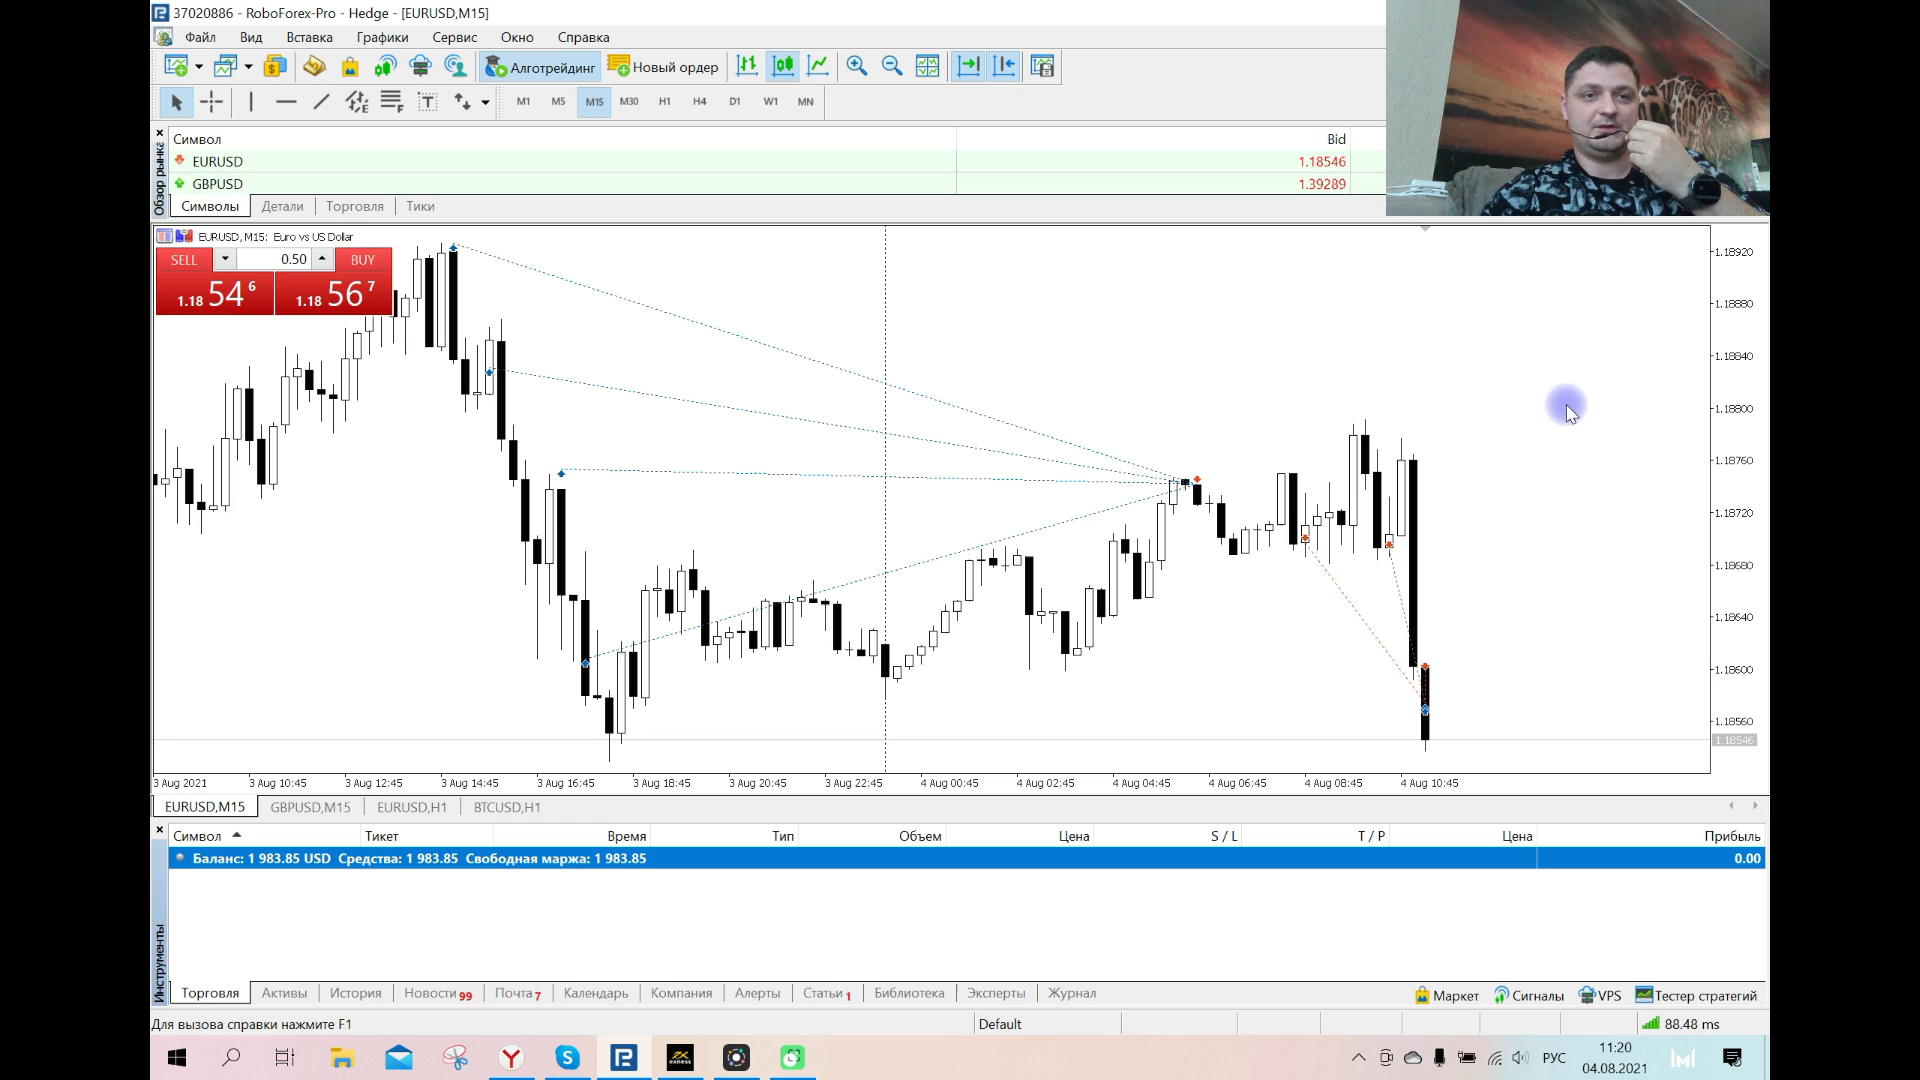 37020886 - RoboForex-Pro - Hedge - [EURUSD,M15]
Файл Вид Вставка Графики Сервис Окно Справка
Алготрейдинг Новый ордер
M1 M5 M15 M30 H1 H4 D1 W1 MN
Обзор рынка
Символ Bid
EURUSD 1.18546
GBPUSD 1.39289
Символы Детали Торговля Тики
EURUSD, M15: Euro vs US Dollar
SELL 0.50 BUY
1.18 54 6 1.18 56 7
1.18920
1.18880
1.18840
1.18800
1.18760
1.18720
1.18680
1.18640
1.18600
1.18560
1.18546
3 Aug 2021 3 Aug 10:45 3 Aug 12:45 3 Aug 14:45 3 Aug 16:45 3 Aug 18:45 3 Aug 20:45 3 Aug 22:45 4 Aug 00:45 4 Aug 02:45 4 Aug 04:45 4 Aug 06:45 4 Aug 08:45 4 Aug 10:45
EURUSD,M15 GBPUSD,M15 EURUSD,H1 BTCUSD,H1
Символ Тикет Время Тип Объем Цена S / L T / P Цена Прибыль
Баланс: 1 983.85 USD Средства: 1 983.85 Свободная маржа: 1 983.85 0.00
Инструменты
Торговля Активы История Новости 99 Почта 7 Календарь Компания Алерты Статьи 1 Библиотека Эксперты Журнал Маркет Сигналы VPS Тестер стратегий
Для вызова справки нажмите F1 Default 88.48 ms
exness
РУС 11:20
04.08.2021